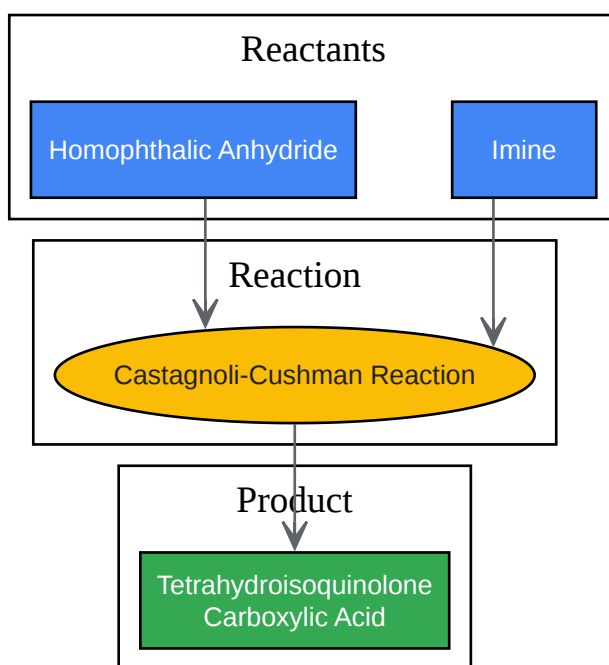 Reactants
Homophthalic Anhydride
Imine
Reaction
Castagnoli-Cushman Reaction
Product
Tetrahydroisoquinolone
Carboxylic Acid